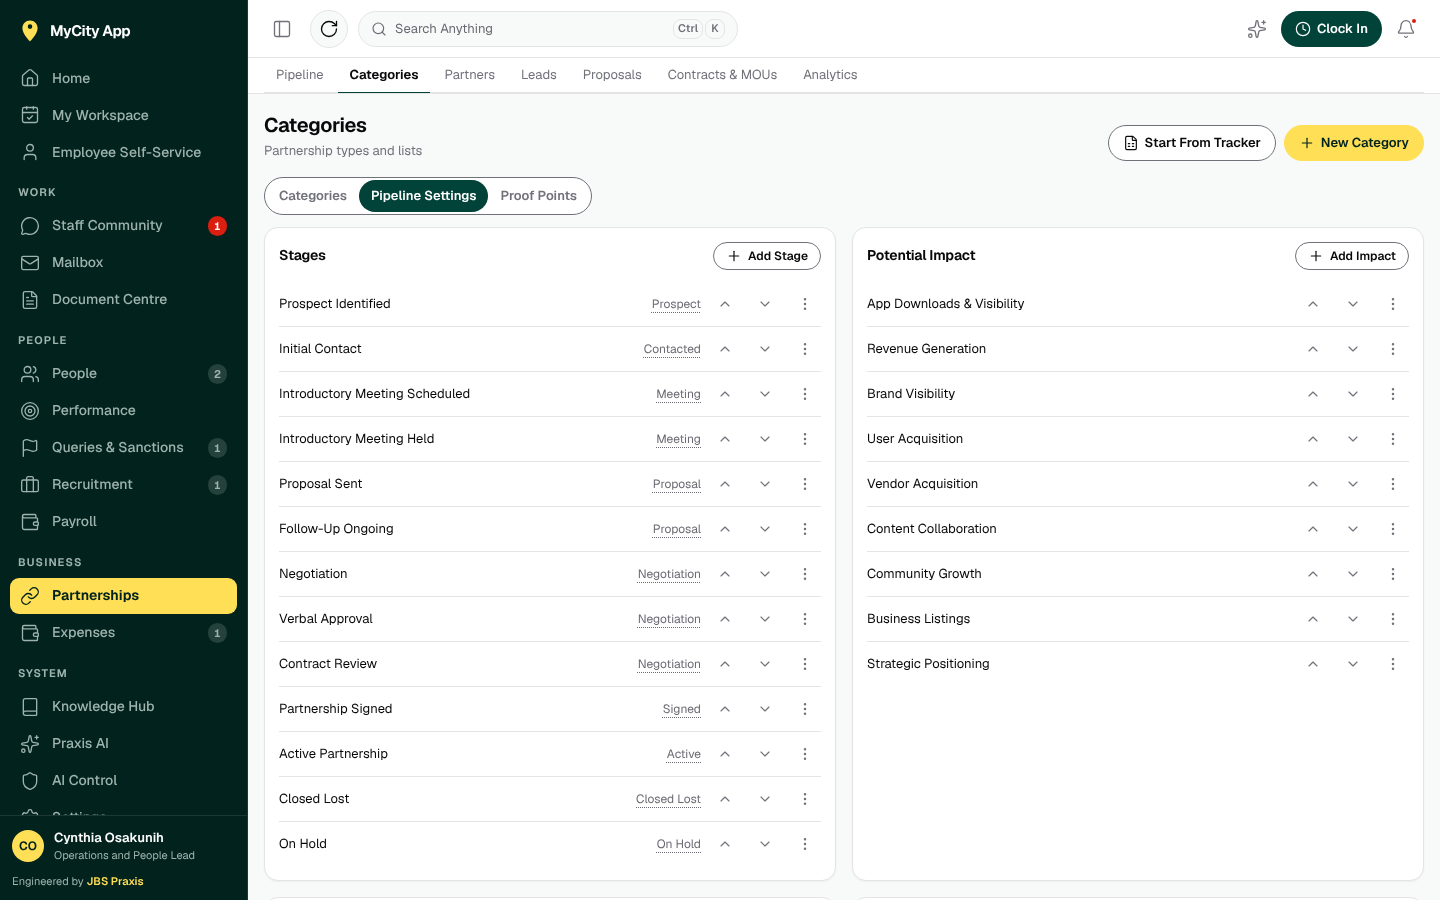 MyCity App
Home
My Workspace
Employee Self-Service
WORK
Staff Community 1
Mailbox
Document Centre
PEOPLE
People 2
Performance
Queries & Sanctions 1
Recruitment 1
Payroll
BUSINESS
Partnerships
Expenses 1
SYSTEM
Knowledge Hub
Praxis AI
AI Control
CO
Cynthia Osakunih
Operations and People Lead
Engineered by JBS Praxis
Search Anything Ctrl K
Clock In
Pipeline Categories Partners Leads Proposals Contracts & MOUs Analytics
Categories
Partnership types and lists
Start From Tracker
New Category
Categories Pipeline Settings Proof Points
Stages Add Stage
Prospect Identified Prospect
Initial Contact Contacted
Introductory Meeting Scheduled Meeting
Introductory Meeting Held Meeting
Proposal Sent Proposal
Follow-Up Ongoing Proposal
Negotiation Negotiation
Verbal Approval Negotiation
Contract Review Negotiation
Partnership Signed Signed
Active Partnership Active
Closed Lost Closed Lost
On Hold On Hold
Potential Impact Add Impact
App Downloads & Visibility
Revenue Generation
Brand Visibility
User Acquisition
Vendor Acquisition
Content Collaboration
Community Growth
Business Listings
Strategic Positioning